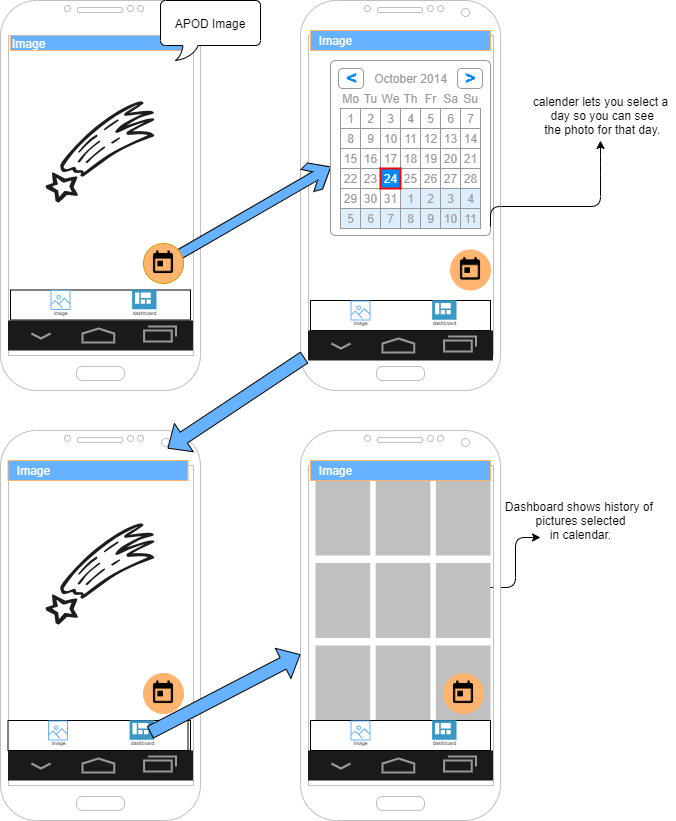 APOD Image
Image
Image
< October 2014 >
Mo Tu We Th Fr Sa Su
1 2 3 4 5 6 7
8 9 10 11 12 13 14
15 16 17 18 19 20 21
22 23 24 25 26 27 28
29 30 31 1 2 3 4
5 6 7 8 9 10 11
calender lets you select a
day so you can see
the photo for that day.
image dashboard
image dashboard
Image
Image
Dashboard shows history of
pictures selected
in calendar.
image dashboard
image dashboard